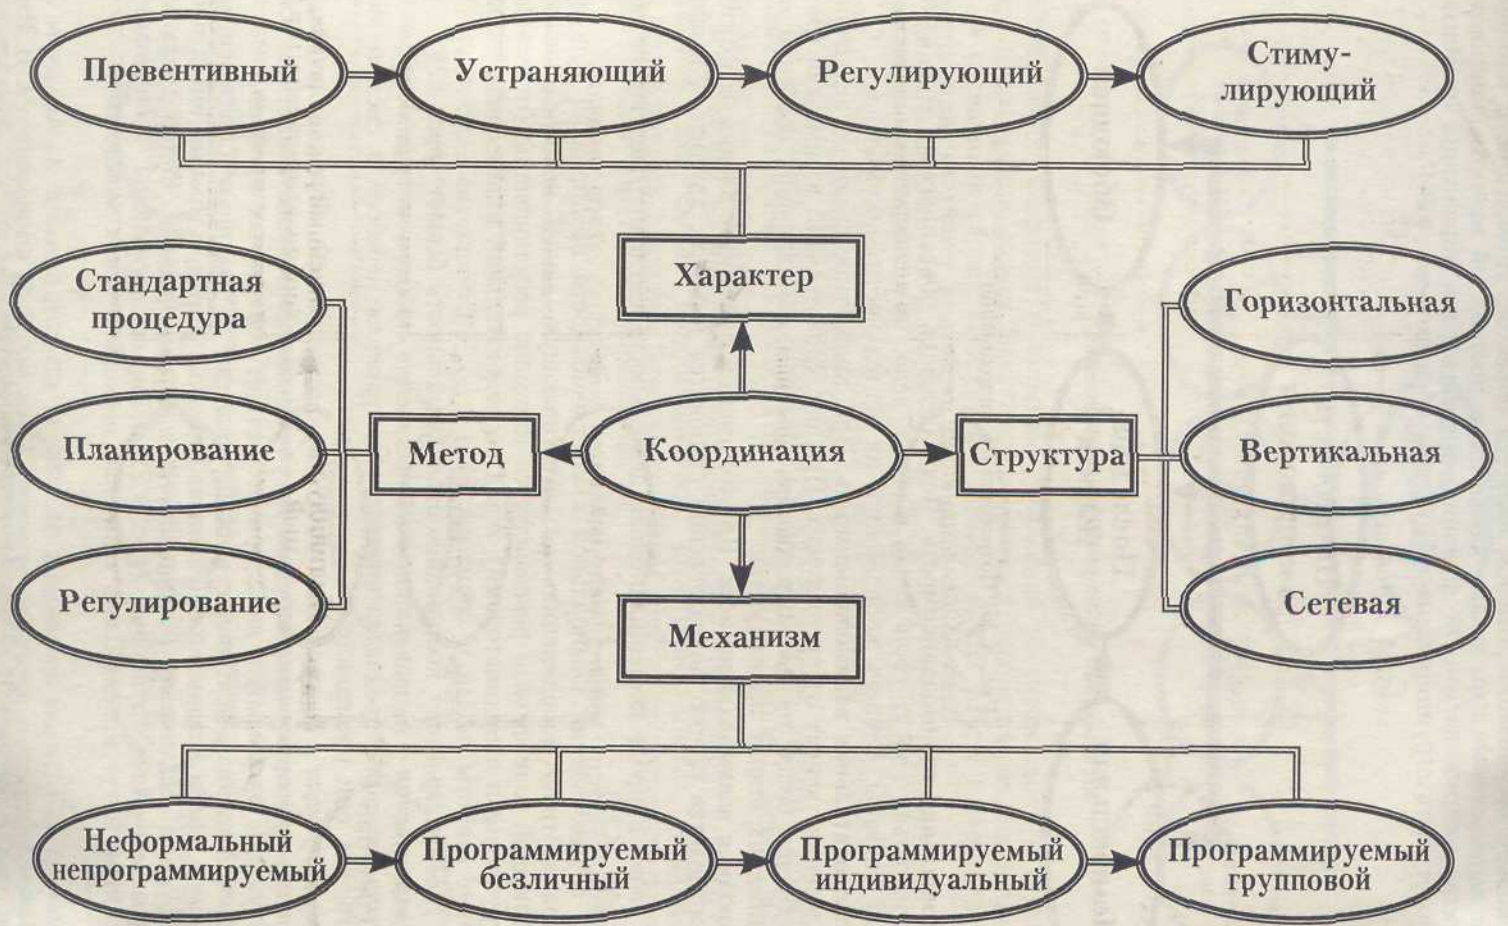 Превентивный
Устраняющий
Регулирующий
Стиму-
лирующий
Характер
Стандартная
процедура
Горизонтальная
Планирование
Метод
Координация
Структура
Вертикальная
Регулирование
Механизм
Сетевая
Неформальный
непрограммируемый
Программируемый
безличный
Программируемый
индивидуальный
Программируемый
групповой